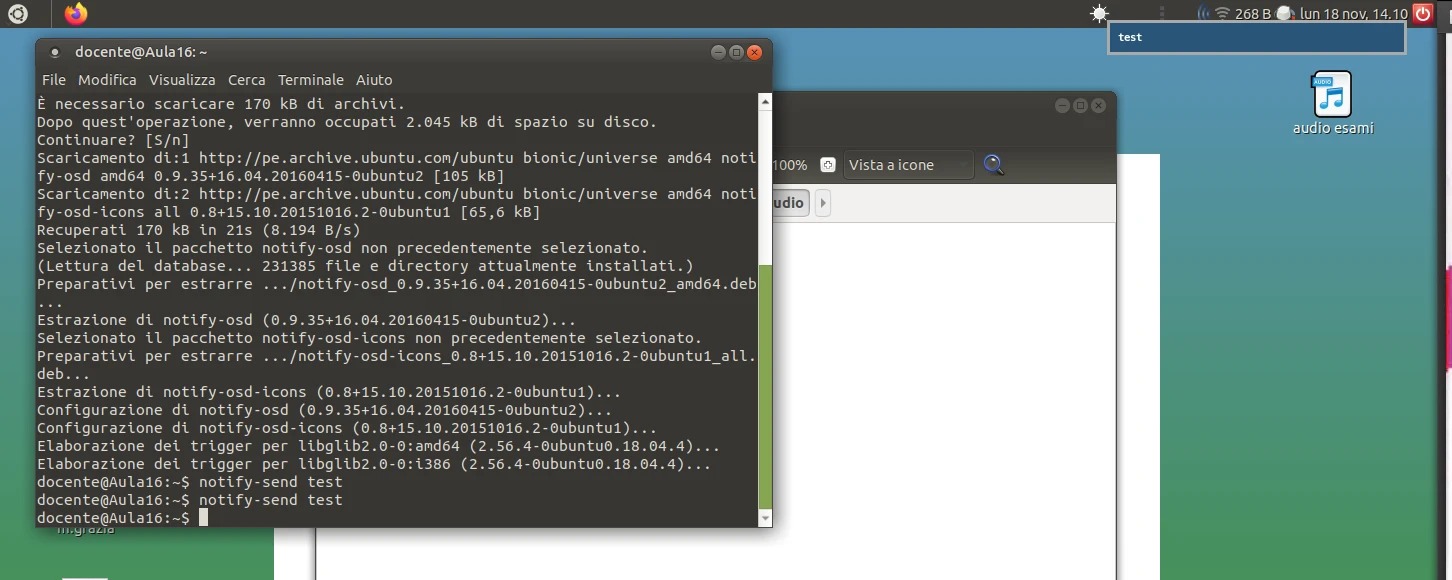 268 B
lun 18 nov, 14.10
test
docente@Aula16: ~
File Modifica Visualizza Cerca Terminale Aiuto
È necessario scaricare 170 kB di archivi.
Dopo quest'operazione, verranno occupati 2.045 kB di spazio su disco.
Continuare? [S/n]
Scaricamento di:1 http://pe.archive.ubuntu.com/ubuntu bionic/universe amd64 noti
fy-osd amd64 0.9.35+16.04.20160415-0ubuntu2 [105 kB]
Scaricamento di:2 http://pe.archive.ubuntu.com/ubuntu bionic/universe amd64 noti
fy-osd-icons all 0.8+15.10.20151016.2-0ubuntu1 [65,6 kB]
Recuperati 170 kB in 21s (8.194 B/s)
Selezionato il pacchetto notify-osd non precedentemente selezionato.
(Lettura del database... 231385 file e directory attualmente installati.)
Preparativi per estrarre .../notify-osd_0.9.35+16.04.20160415-0ubuntu2_amd64.deb
...
Estrazione di notify-osd (0.9.35+16.04.20160415-0ubuntu2)...
Selezionato il pacchetto notify-osd-icons non precedentemente selezionato.
Preparativi per estrarre .../notify-osd-icons_0.8+15.10.20151016.2-0ubuntu1_all.
deb...
Estrazione di notify-osd-icons (0.8+15.10.20151016.2-0ubuntu1)...
Configurazione di notify-osd (0.9.35+16.04.20160415-0ubuntu2)...
Configurazione di notify-osd-icons (0.8+15.10.20151016.2-0ubuntu1)...
Elaborazione dei trigger per libglib2.0-0:amd64 (2.56.4-0ubuntu0.18.04.4)...
Elaborazione dei trigger per libglib2.0-0:i386 (2.56.4-0ubuntu0.18.04.4)...
docente@Aula16:~$ notify-send test
docente@Aula16:~$ notify-send test
docente@Aula16:~$
m.grazia
100%
Vista a icone
udio
AUDIO
audio esami